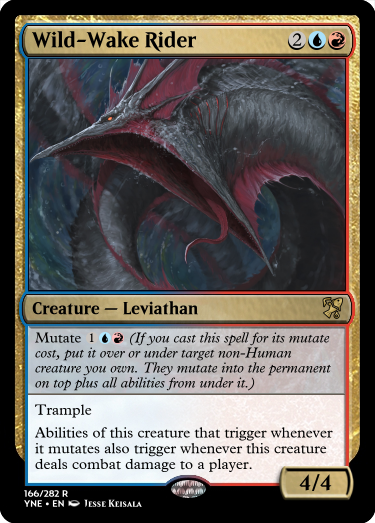 Wild-Wake Rider 2
Creature — Leviathan
Mutate 1 (If you cast this spell for its mutate
cost, put it over or under target non-Human
creature you own. They mutate into the permanent
on top plus all abilities from under it.)
Trample
Abilities of this creature that trigger whenever
it mutates also trigger whenever this creature
deals combat damage to a player.
4/4
166/282 R
YNE • EN Jesse Keisala